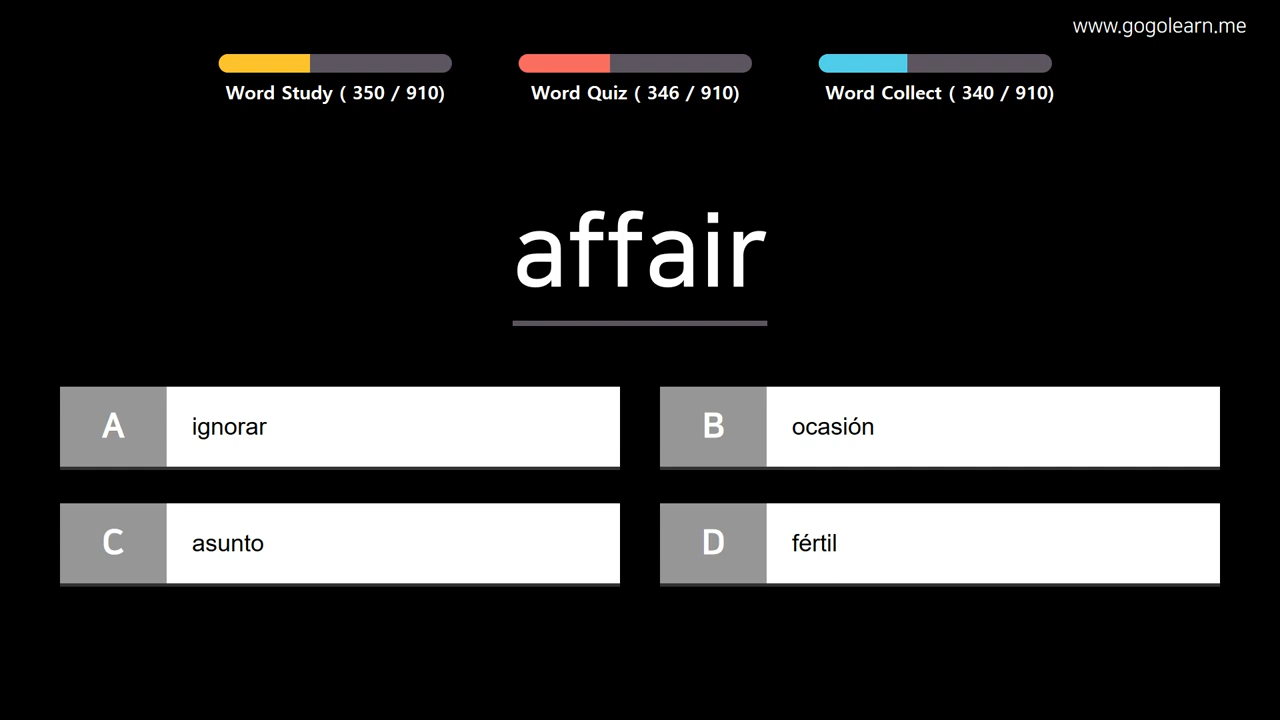 www.gogolearn.me
Word Study ( 350 / 910)
Word Quiz ( 346 / 910)
Word Collect ( 340 / 910)
affair
A ignorar
B ocasión
C asunto
D fértil